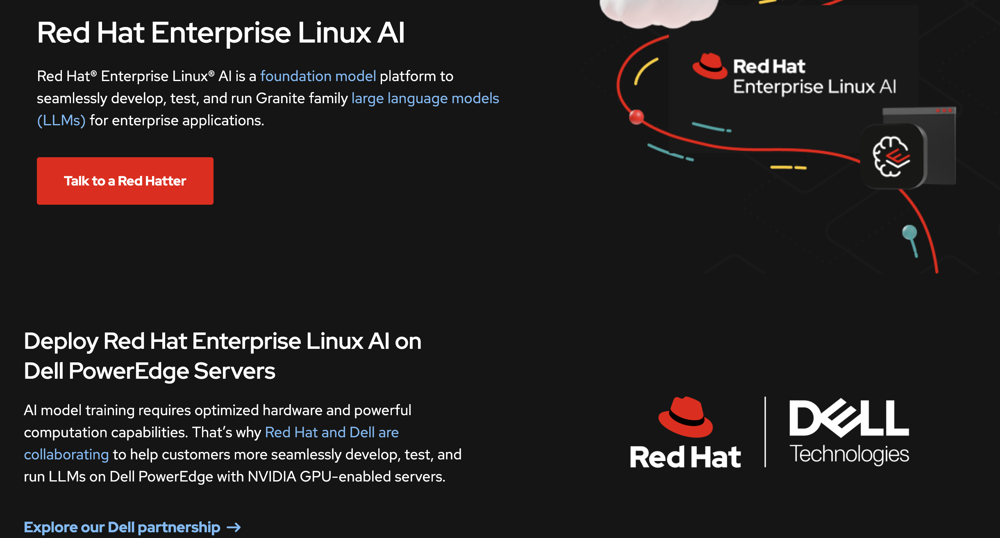 Red Hat Enterprise Linux AI
Red Hat® Enterprise Linux® AI is a foundation model platform to
seamlessly develop, test, and run Granite family large language models
(LLMs) for enterprise applications.
Talk to a Red Hatter
Red Hat
Enterprise Linux AI
Deploy Red Hat Enterprise Linux AI on
Dell PowerEdge Servers
AI model training requires optimized hardware and powerful
computation capabilities. That’s why Red Hat and Dell are
collaborating to help customers more seamlessly develop, test, and
run LLMs on Dell PowerEdge with NVIDIA GPU-enabled servers.
Explore our Dell partnership →
Red Hat
DELL
Technologies